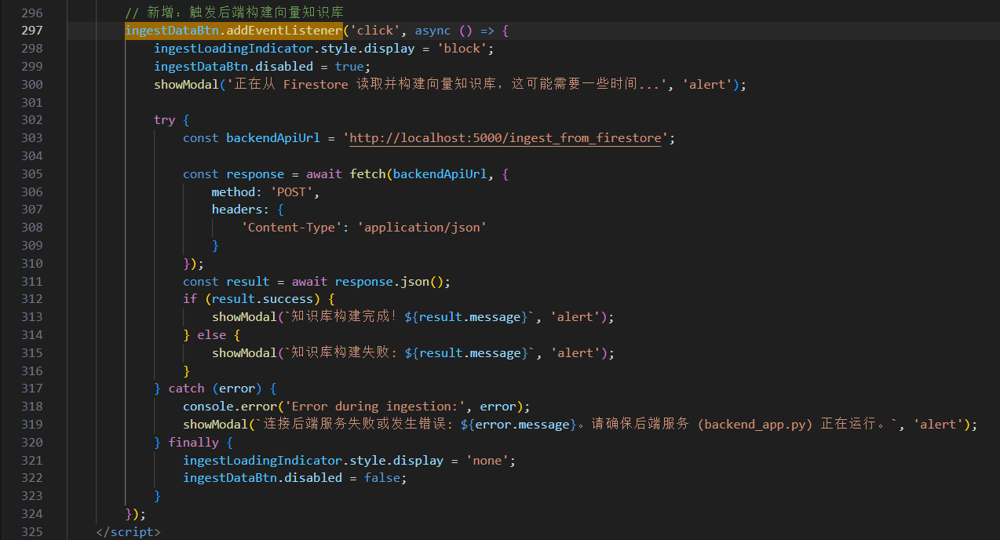 296 // 新增：触发后端构建向量知识库
297 ingestDataBtn.addEventListener('click', async () => {
298 ingestLoadingIndicator.style.display = 'block';
299 ingestDataBtn.disabled = true;
300 showModal('正在从 Firestore 读取并构建向量知识库，这可能需要一些时间...', 'alert');
301
302 try {
303 const backendApiUrl = 'http://localhost:5000/ingest_from_firestore';
304
305 const response = await fetch(backendApiUrl, {
306 method: 'POST',
307 headers: {
308 'Content-Type': 'application/json'
309 }
310 });
311 const result = await response.json();
312 if (result.success) {
313 showModal(`知识库构建完成！${result.message}`, 'alert');
314 } else {
315 showModal(`知识库构建失败：${result.message}`, 'alert');
316 }
317 } catch (error) {
318 console.error('Error during ingestion:', error);
319 showModal(`连接后端服务失败或发生错误：${error.message}。请确保后端服务 (backend_app.py) 正在运行。`, 'alert');
320 } finally {
321 ingestLoadingIndicator.style.display = 'none';
322 ingestDataBtn.disabled = false;
323 }
324 });
325 </script>